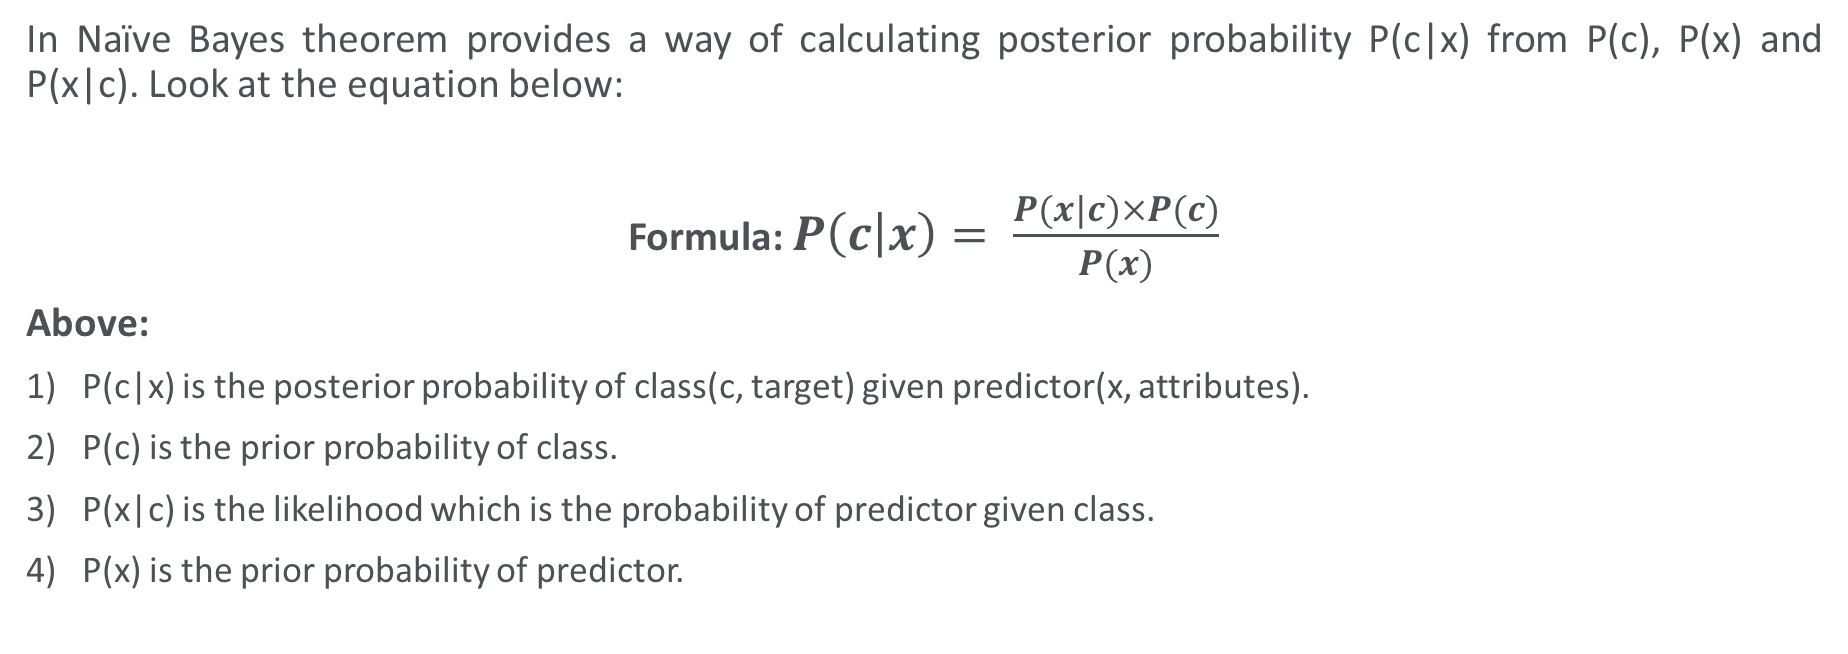 In Naïve Bayes theorem provides a way of calculating posterior probability P(c|x) from P(c), P(x) and
P(x|c). Look at the equation below:
Formula: P(c|x) = P(x|c)×P(c) / P(x)
Above:
1) P(c|x) is the posterior probability of class(c, target) given predictor(x, attributes).
2) P(c) is the prior probability of class.
3) P(x|c) is the likelihood which is the probability of predictor given class.
4) P(x) is the prior probability of predictor.